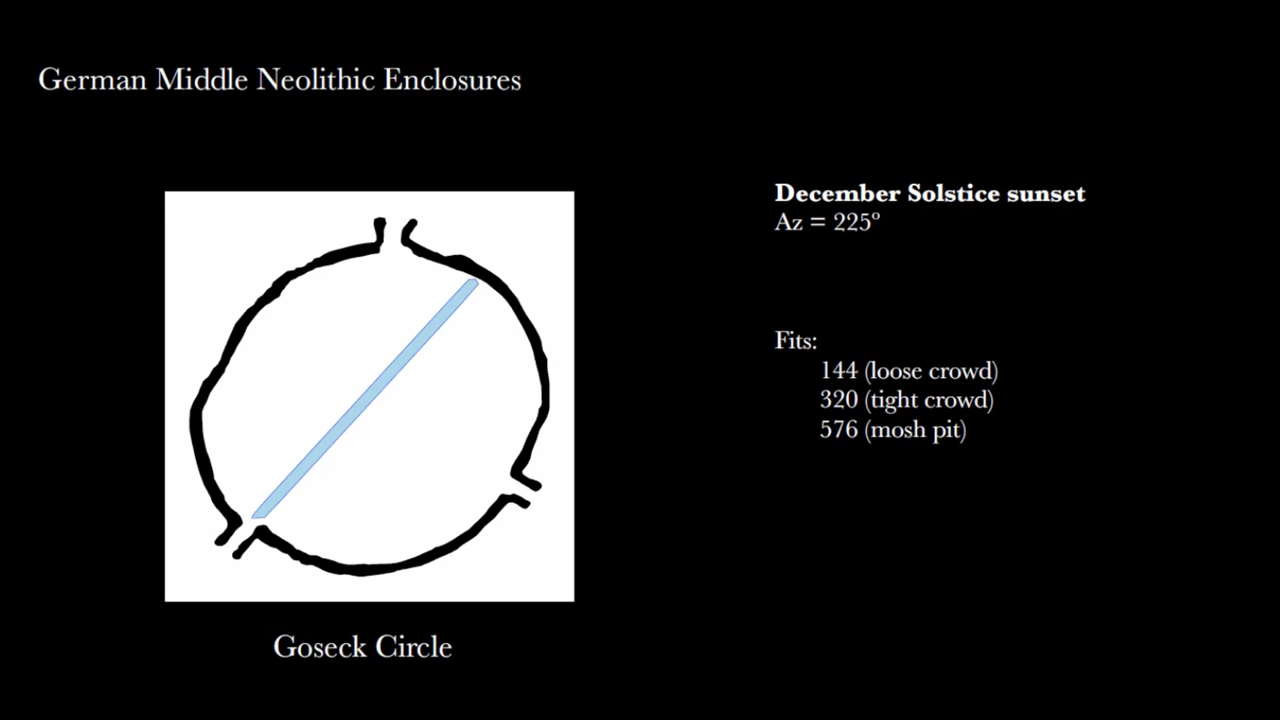 German Middle Neolithic Enclosures
December Solstice sunset
Az = 225º
Fits:
144 (loose crowd)
320 (tight crowd)
576 (mosh pit)
Goseck Circle